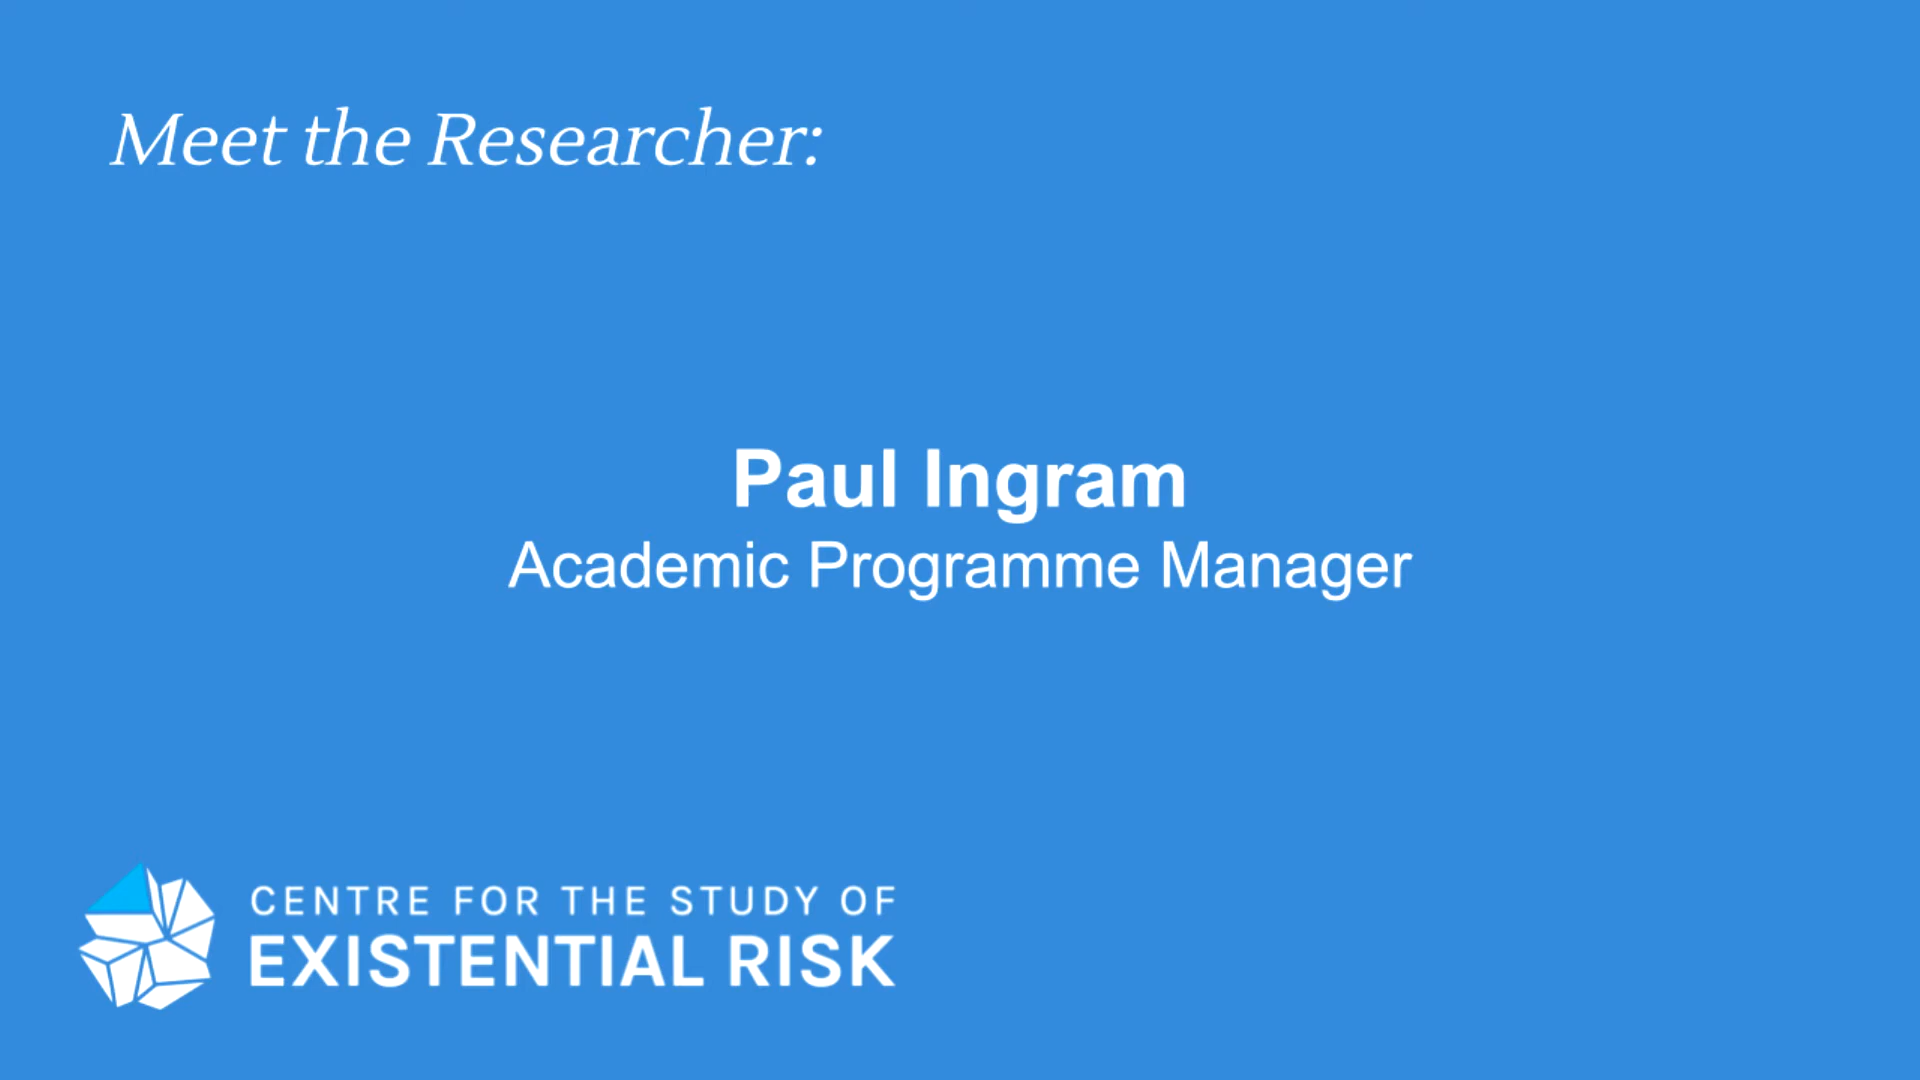 Meet the Researcher:
Paul Ingram
Academic Programme Manager
CENTRE FOR THE STUDY OF
EXISTENTIAL RISK